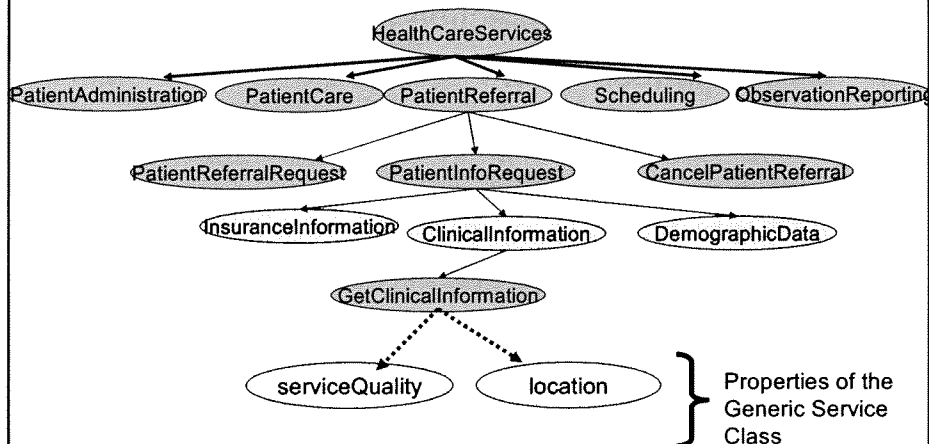 HealthCareServices
PatientAdministration PatientCare PatientReferral Scheduling ObservationReporting
PatientReferralRequest PatientInfoRequest CancelPatientReferral
InsuranceInformation ClinicalInformation DemographicData
GetClinicalInformation
serviceQuality location
Properties of the
Generic Service
Class